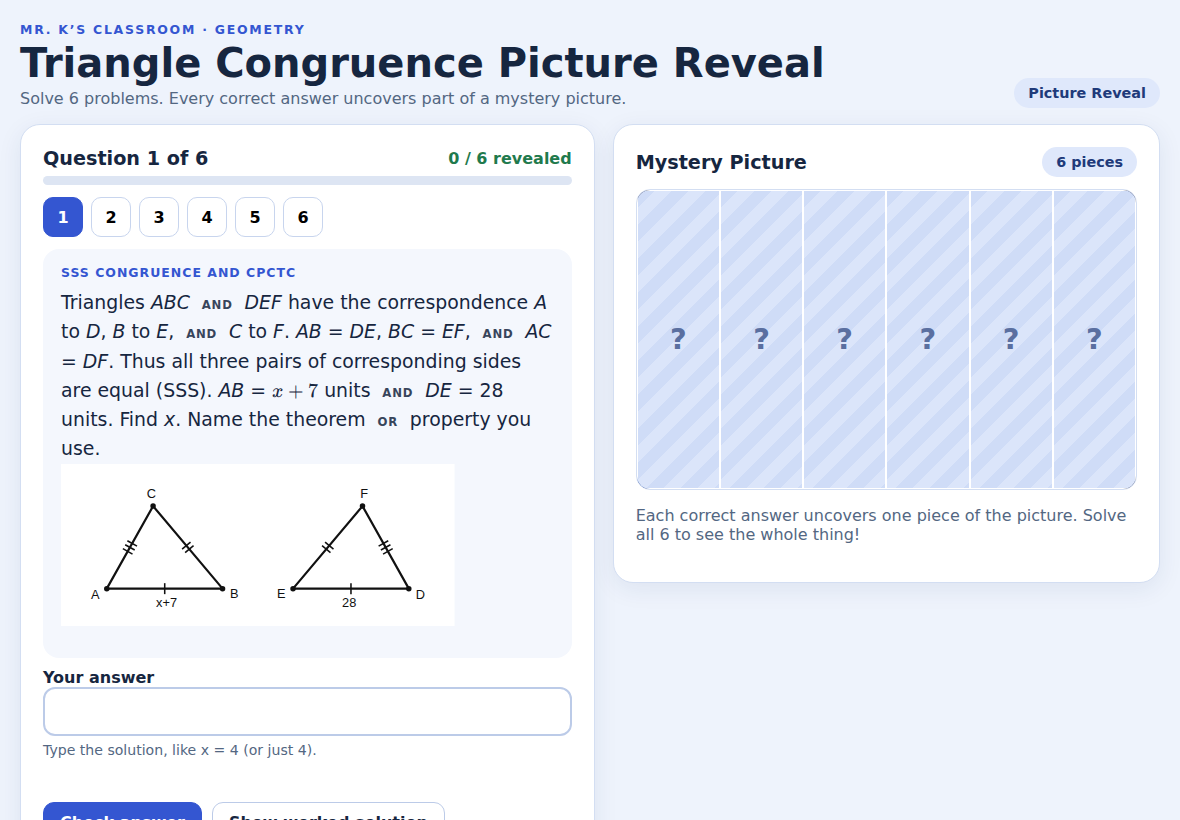 MR. K’S CLASSROOM · GEOMETRY
Triangle Congruence Picture Reveal
Solve 6 problems. Every correct answer uncovers part of a mystery picture.
Picture Reveal
Question 1 of 6
0 / 6 revealed
1 2 3 4 5 6
SSS CONGRUENCE AND CPCTC
Triangles ABC AND DEF have the correspondence A
to D, B to E, AND C to F. AB = DE, BC = EF, AND AC
= DF. Thus all three pairs of corresponding sides
are equal (SSS). AB = x + 7 units AND DE = 28
units. Find x. Name the theorem OR property you
use.
C F
A B E D
x+7 28
Your answer
Type the solution, like x = 4 (or just 4).
Check answer Show worked solution
Mystery Picture
6 pieces
? ? ? ? ? ?
Each correct answer uncovers one piece of the picture. Solve
all 6 to see the whole thing!